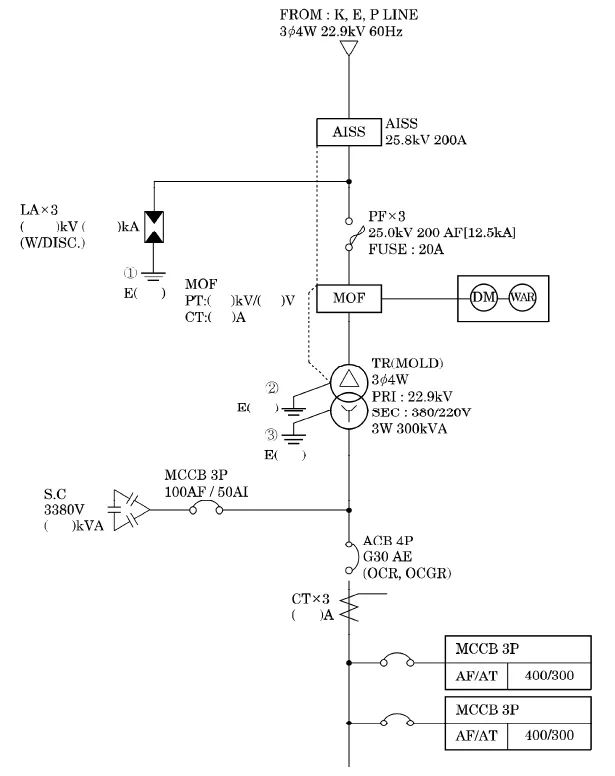 FROM : K, E, P LINE
3φ4W 22.9kV 60Hz
AISS
AISS
25.8kV 200A
LA×3
( )kV ( )kA
(W/DISC.)
①
E( )
PF×3
25.0kV 200 AF[12.5kA]
FUSE : 20A
MOF
PT:( )kV/( )V
CT:( )A
MOF
DM
WAR
TR(MOLD)
3φ4W
PRI : 22.9kV
SEC : 380/220V
3W 300kVA
②
E( )
③
E( )
MCCB 3P
100AF / 50AT
S.C
3380V
( )kVA
ACB 4P
G30 AE
(OCR, OCGR)
CT×3
( )A
MCCB 3P
AF/AT 400/300
MCCB 3P
AF/AT 400/300